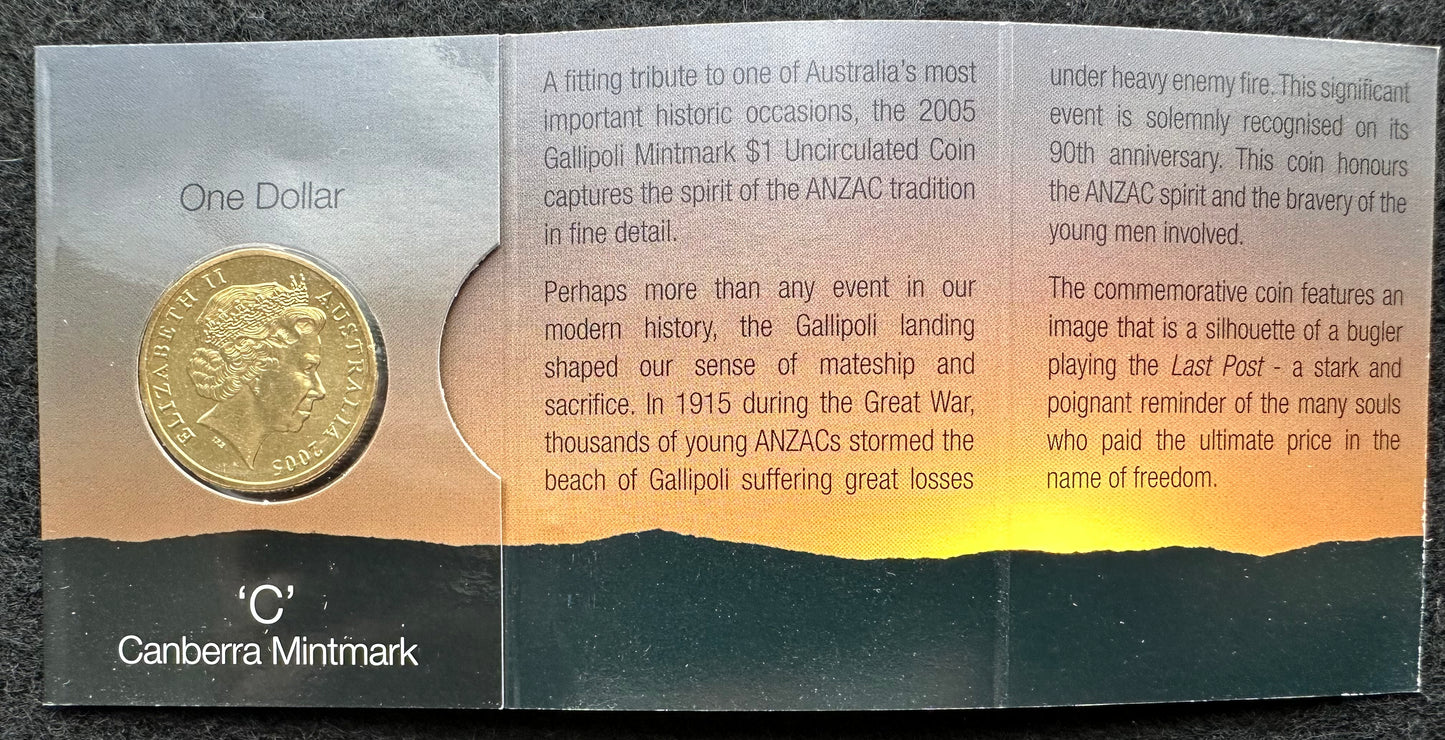 One Dollar
ELIZABETH II AUSTRALIA 2005
'C'
Canberra Mintmark
A fitting tribute to one of Australia's most
important historic occasions, the 2005
Gallipoli Mintmark $1 Uncirculated Coin
captures the spirit of the ANZAC tradition
in fine detail.
Perhaps more than any event in our
modern history, the Gallipoli landing
shaped our sense of mateship and
sacrifice. In 1915 during the Great War,
thousands of young ANZACs stormed the
beach of Gallipoli suffering great losses
under heavy enemy fire. This significant
event is solemnly recognised on its
90th anniversary. This coin honours
the ANZAC spirit and the bravery of the
young men involved.
The commemorative coin features an
image that is a silhouette of a bugler
playing the Last Post - a stark and
poignant reminder of the many souls
who paid the ultimate price in the
name of freedom.